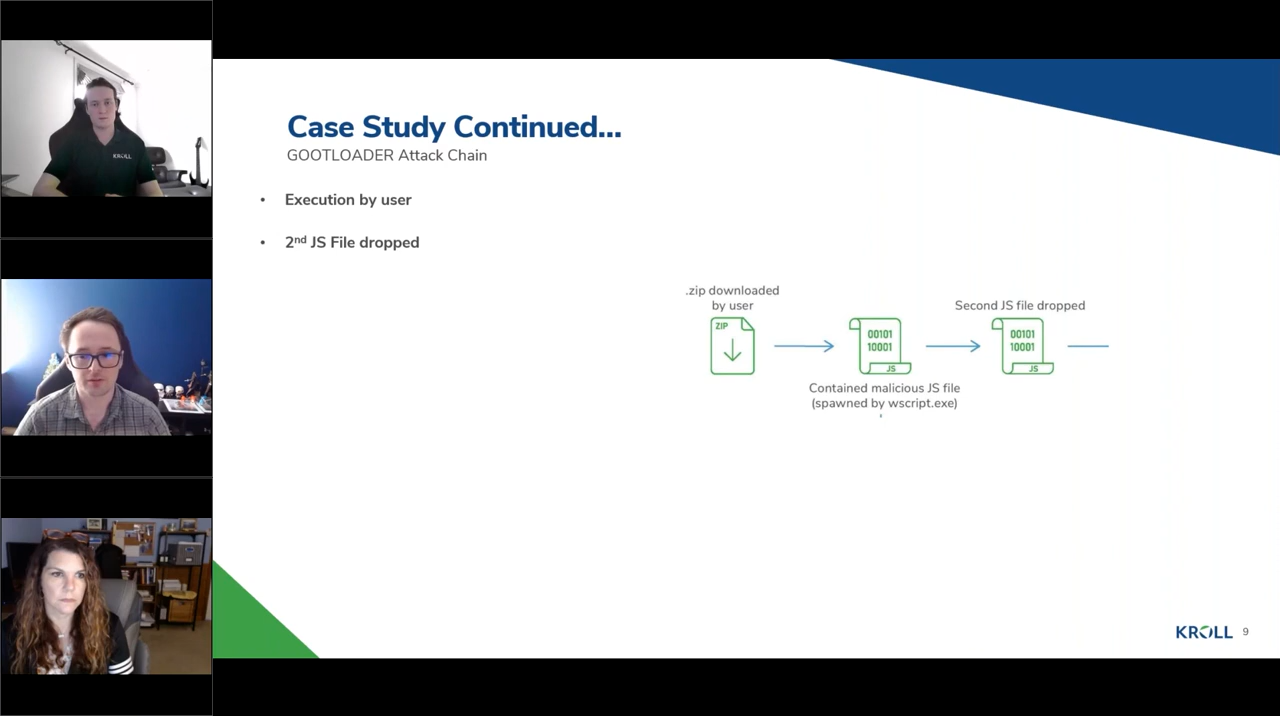 KROLL
Case Study Continued...
GOOTLOADER Attack Chain
• Execution by user
• 2nd JS File dropped
.zip downloaded
by user
ZIP
00101
10001
JS
Contained malicious JS file
(spawned by wscript.exe)
Second JS file dropped
00101
10001
JS
KROLL 9